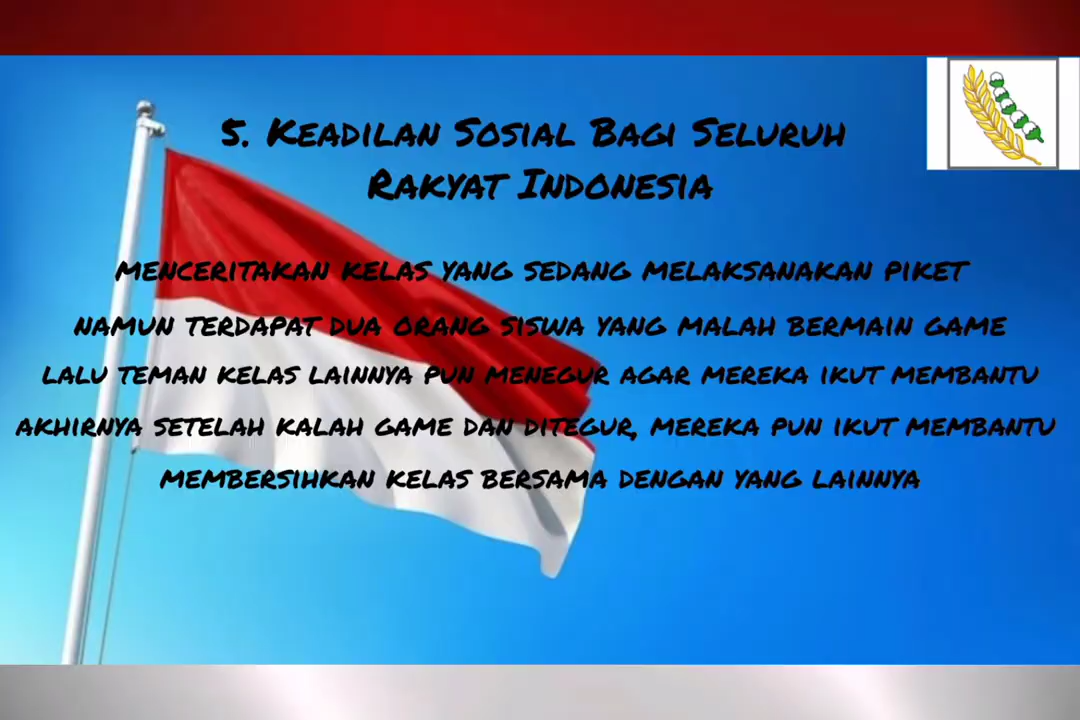 5. Keadilan Sosial Bagi Seluruh
Rakyat Indonesia
menceritakan kelas yang sedang melaksanakan piket
namun terdapat dua orang siswa yang malah bermain game
lalu teman kelas lainnya pun menegur agar mereka ikut membantu
akhirnya setelah kalah game dan ditegur, mereka pun ikut membantu
membersihkan kelas bersama dengan yang lainnya